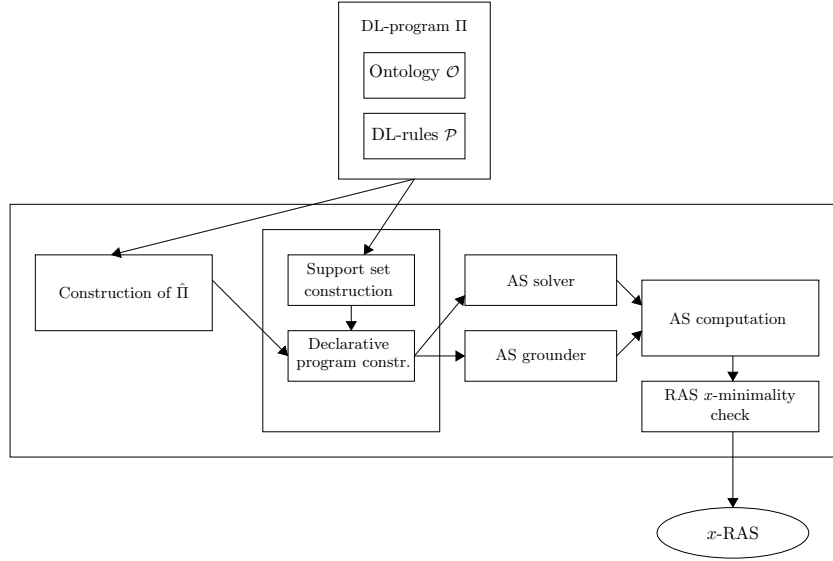 DL-program Π
Ontology 𝒪
DL-rules 𝒫
Construction of Π̂
Support set
construction
Declarative
program constr.
AS solver
AS grounder
AS computation
RAS x-minimality
check
x-RAS